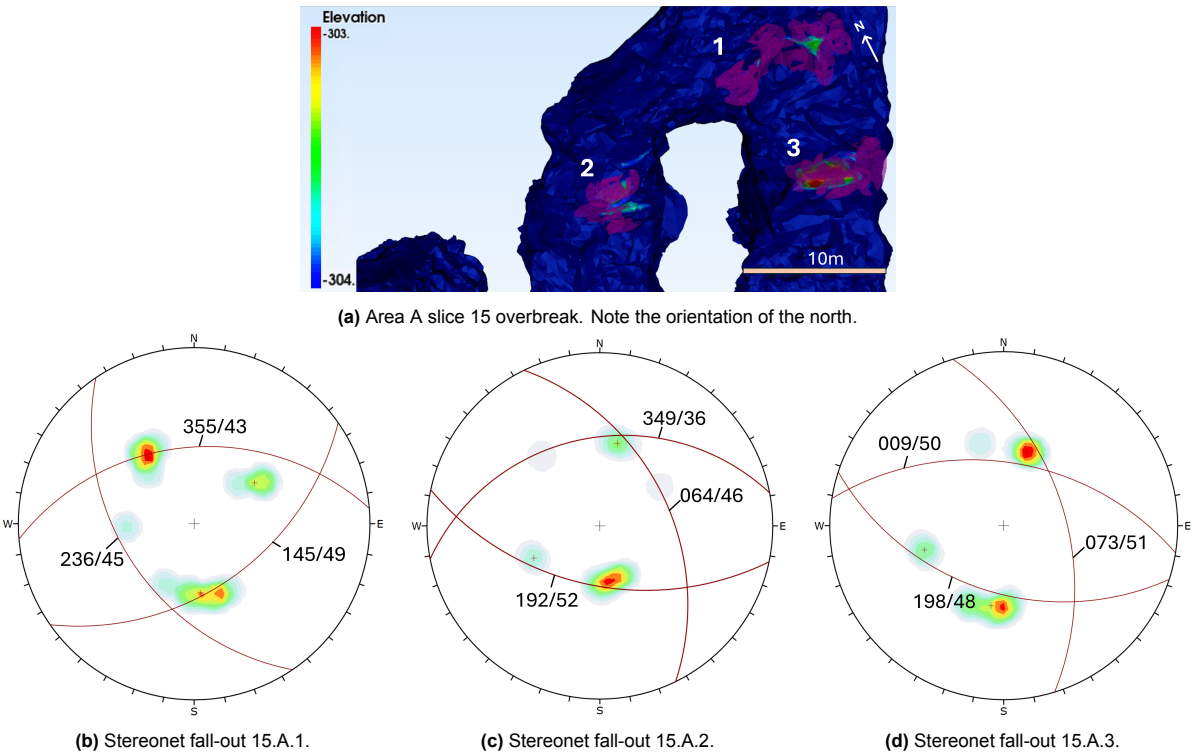 Elevation
-303.
-304.
1
2
3
N
10m
(a) Area A slice 15 overbreak. Note the orientation of the north.
N
W
E
S
355/43
236/45
145/49
(b) Stereonet fall-out 15.A.1.
N
W
E
S
349/36
064/46
192/52
(c) Stereonet fall-out 15.A.2.
N
W
E
S
009/50
073/51
198/48
(d) Stereonet fall-out 15.A.3.